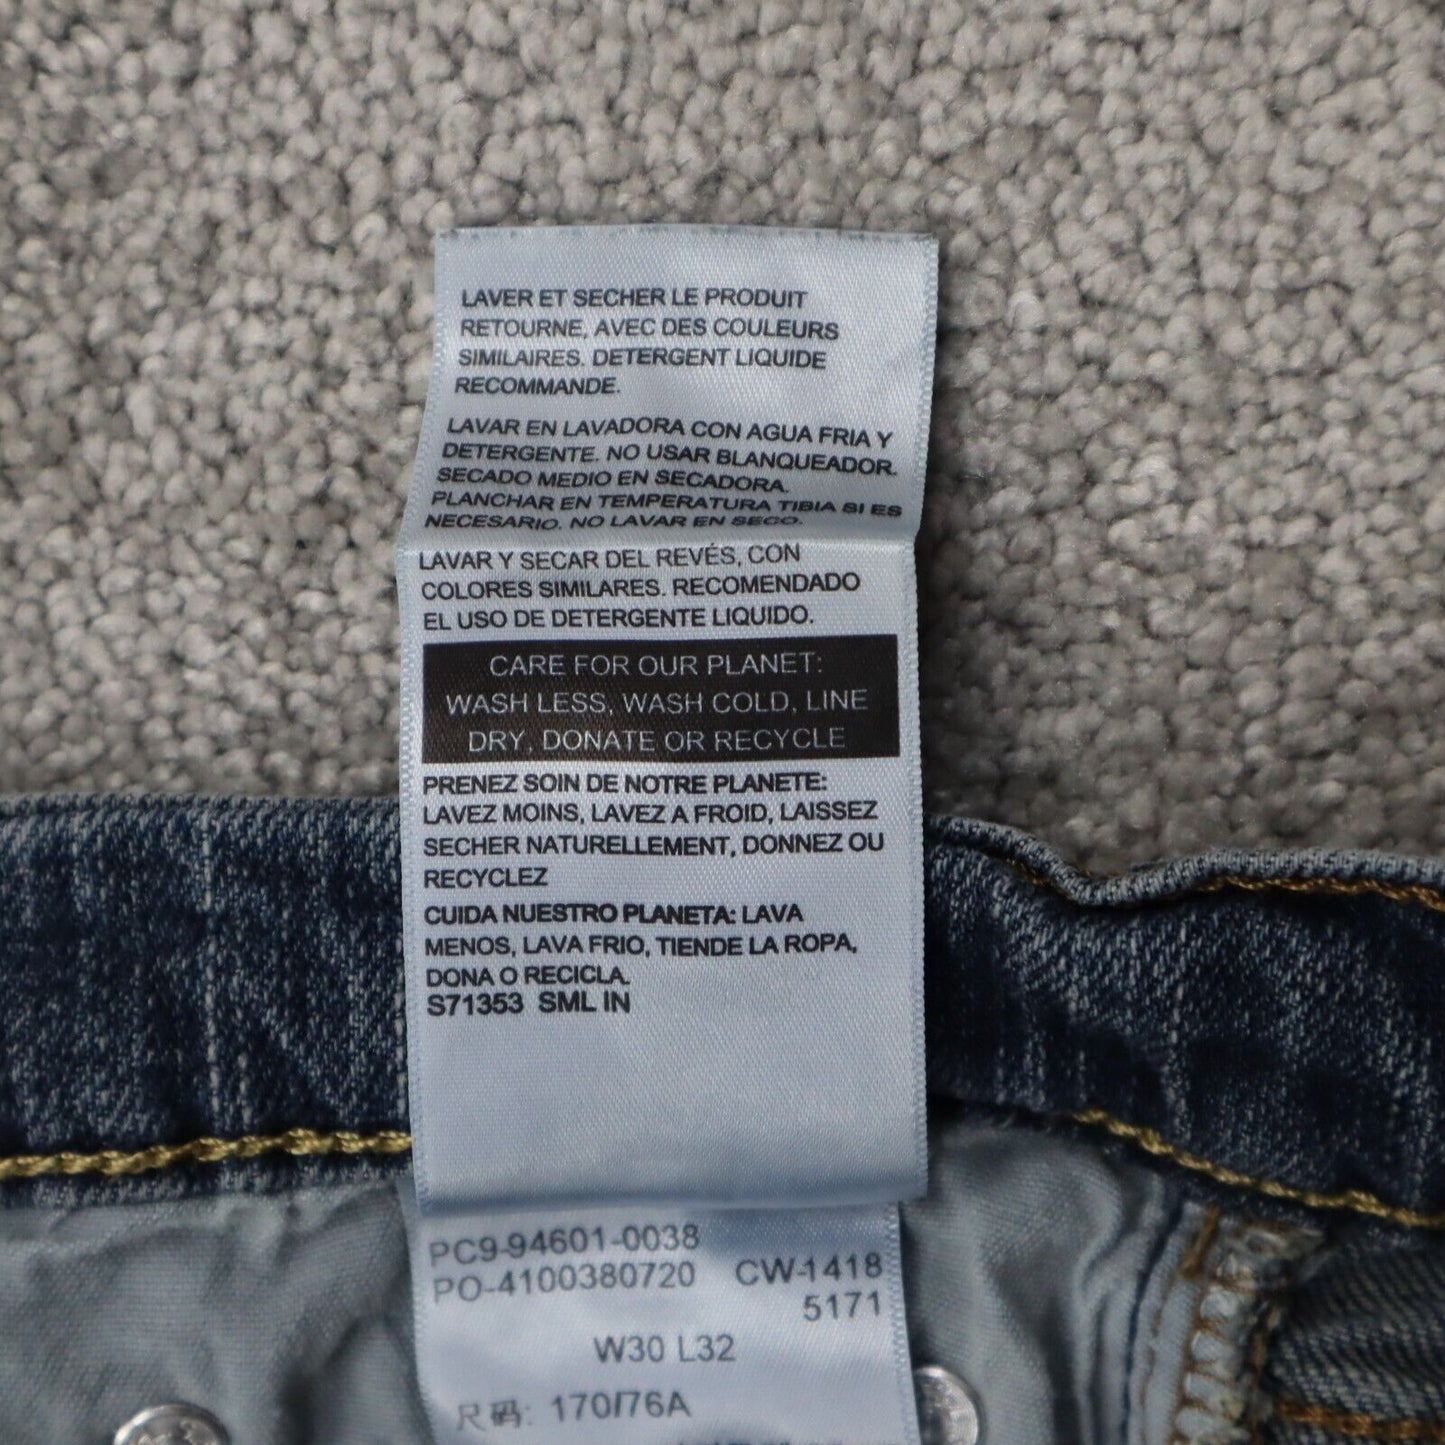 LAVER ET SECHER LE PRODUIT
RETOURNE, AVEC DES COULEURS
SIMILAIRES. DETERGENT LIQUIDE
RECOMMANDE.
LAVAR EN LAVADORA CON AGUA FRIA Y
DETERGENTE. NO USAR BLANQUEADOR.
SECADO MEDIO EN SECADORA.
PLANCHAR EN TEMPERATURA TIBIA SI ES
NECESARIO. NO LAVAR EN SECO.
LAVAR Y SECAR DEL REVÉS, CON
COLORES SIMILARES. RECOMENDADO
EL USO DE DETERGENTE LIQUIDO.
CARE FOR OUR PLANET:
WASH LESS, WASH COLD, LINE
DRY, DONATE OR RECYCLE
PRENEZ SOIN DE NOTRE PLANETE:
LAVEZ MOINS, LAVEZ A FROID, LAISSEZ
SECHER NATURELLEMENT, DONNEZ OU
RECYCLEZ
CUIDA NUESTRO PLANETA: LAVA
MENOS, LAVA FRIO, TIENDE LA ROPA,
DONA O RECICLA.
S71353 SML IN
PC9-94601-0038
PO-4100380720 CW-1418
5171
W30 L32
尺码: 170/76A